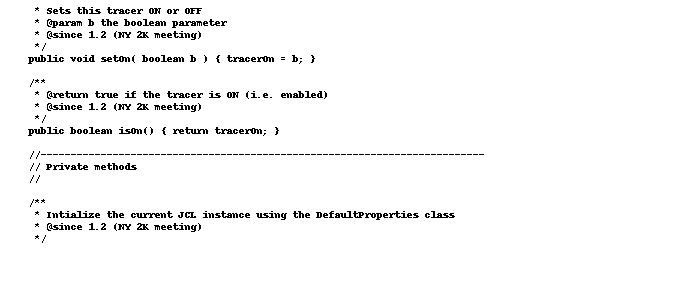 * Sets this tracer ON or OFF
* @param b the boolean parameter
* @since 1.2 (NY 2K meeting)
*/
public void setOn( boolean b ) { tracerOn = b; }
/**
* @return true if the tracer is ON (i.e. enabled)
* @since 1.2 (NY 2K meeting)
*/
public boolean isOn() { return tracerOn; }
//--------------------------------------------------------------------------
// Private methods
//
/**
* Intialize the current JCL instance using the DefaultProperties class
* @since 1.2 (NY 2K meeting)
*/